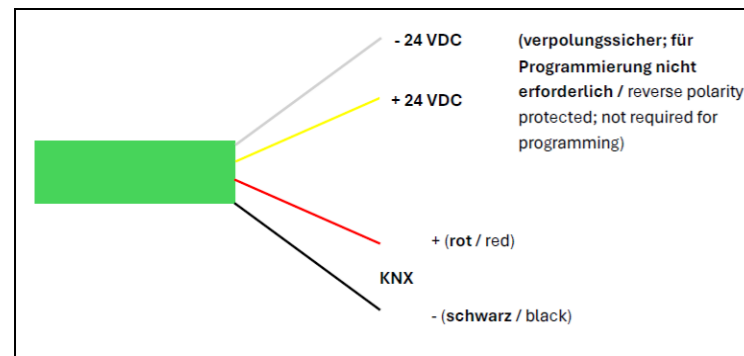 - 24 VDC
(verpolungssicher; für
Programmierung nicht
erforderlich / reverse polarity
protected; not required for
programming)
+ 24 VDC
+ (rot / red)
KNX
- (schwarz / black)